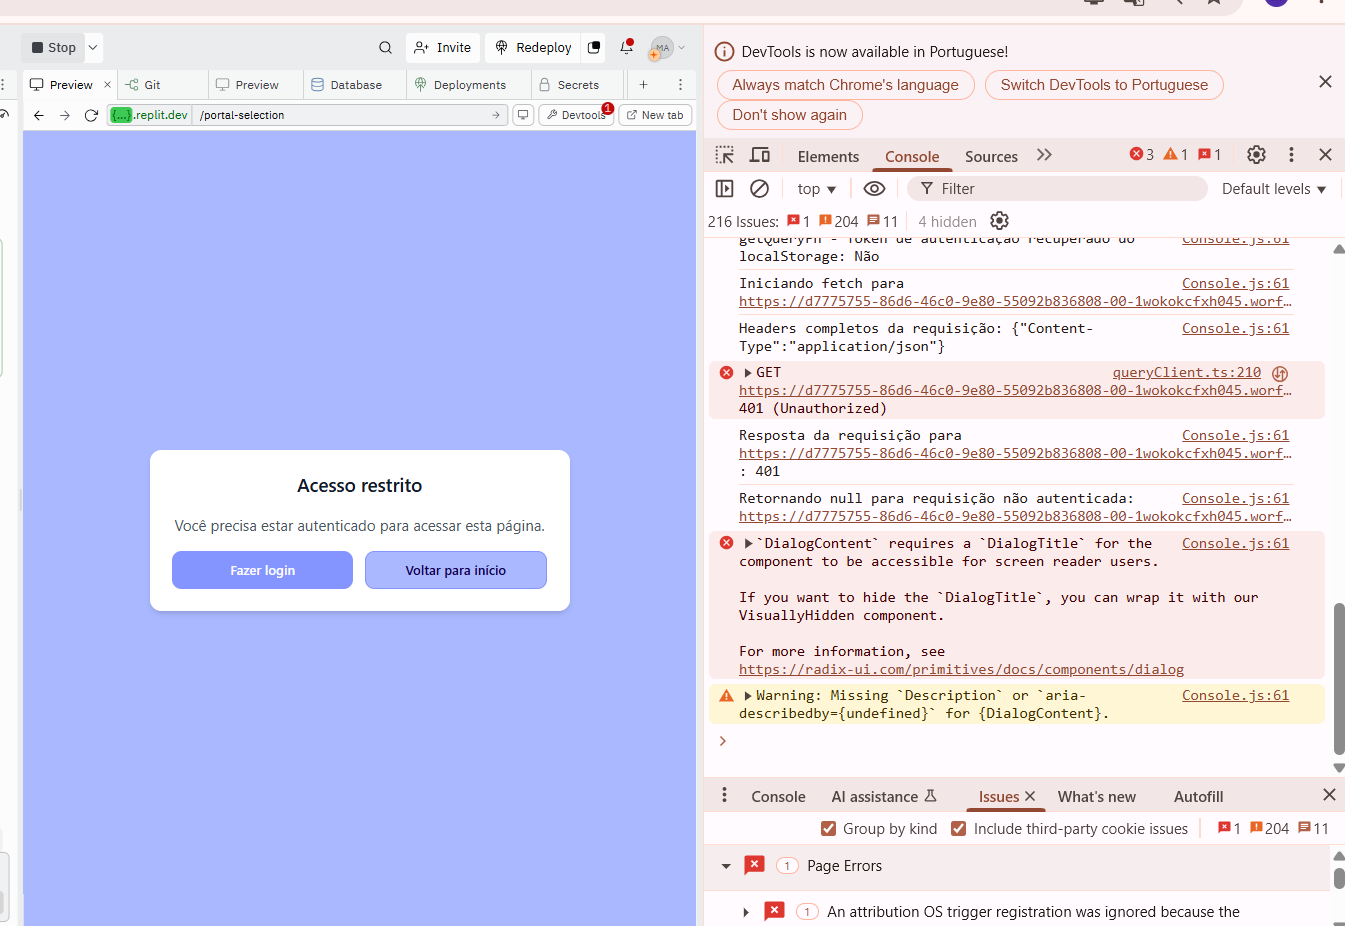 Stop
Invite
Redeploy
MA
Preview
Git
Preview
Database
Deployments
Secrets
{...}.replit.dev
/portal-selection
Devtools
1
New tab
Acesso restrito
Você precisa estar autenticado para acessar esta página.
Fazer login
Voltar para início
DevTools is now available in Portuguese!
Always match Chrome's language
Switch DevTools to Portuguese
Don't show again
Elements
Console
Sources
3
1
1
top
Filter
Default levels
216 Issues:
1
204
11
4 hidden
getQueryFn - Token de autenticação recuperado do
Console.js:61
localStorage: Não
Iniciando fetch para
Console.js:61
https://d7775755-86d6-46c0-9e80-55092b836808-00-1wokokcfxh045.worf…
Headers completos da requisição: {"Content-
Console.js:61
Type":"application/json"}
GET
queryClient.ts:210
https://d7775755-86d6-46c0-9e80-55092b836808-00-1wokokcfxh045.worf…
401 (Unauthorized)
Resposta da requisição para
Console.js:61
https://d7775755-86d6-46c0-9e80-55092b836808-00-1wokokcfxh045.worf…
: 401
Retornando null para requisição não autenticada:
Console.js:61
https://d7775755-86d6-46c0-9e80-55092b836808-00-1wokokcfxh045.worf…
`DialogContent` requires a `DialogTitle` for the
Console.js:61
component to be accessible for screen reader users.
If you want to hide the `DialogTitle`, you can wrap it with our
VisuallyHidden component.
For more information, see
https://radix-ui.com/primitives/docs/components/dialog
Warning: Missing `Description` or `aria-
Console.js:61
describedby={undefined}` for {DialogContent}.
Console
AI assistance
Issues
What's new
Autofill
Group by kind
Include third-party cookie issues
1
204
11
1
Page Errors
1
An attribution OS trigger registration was ignored because the